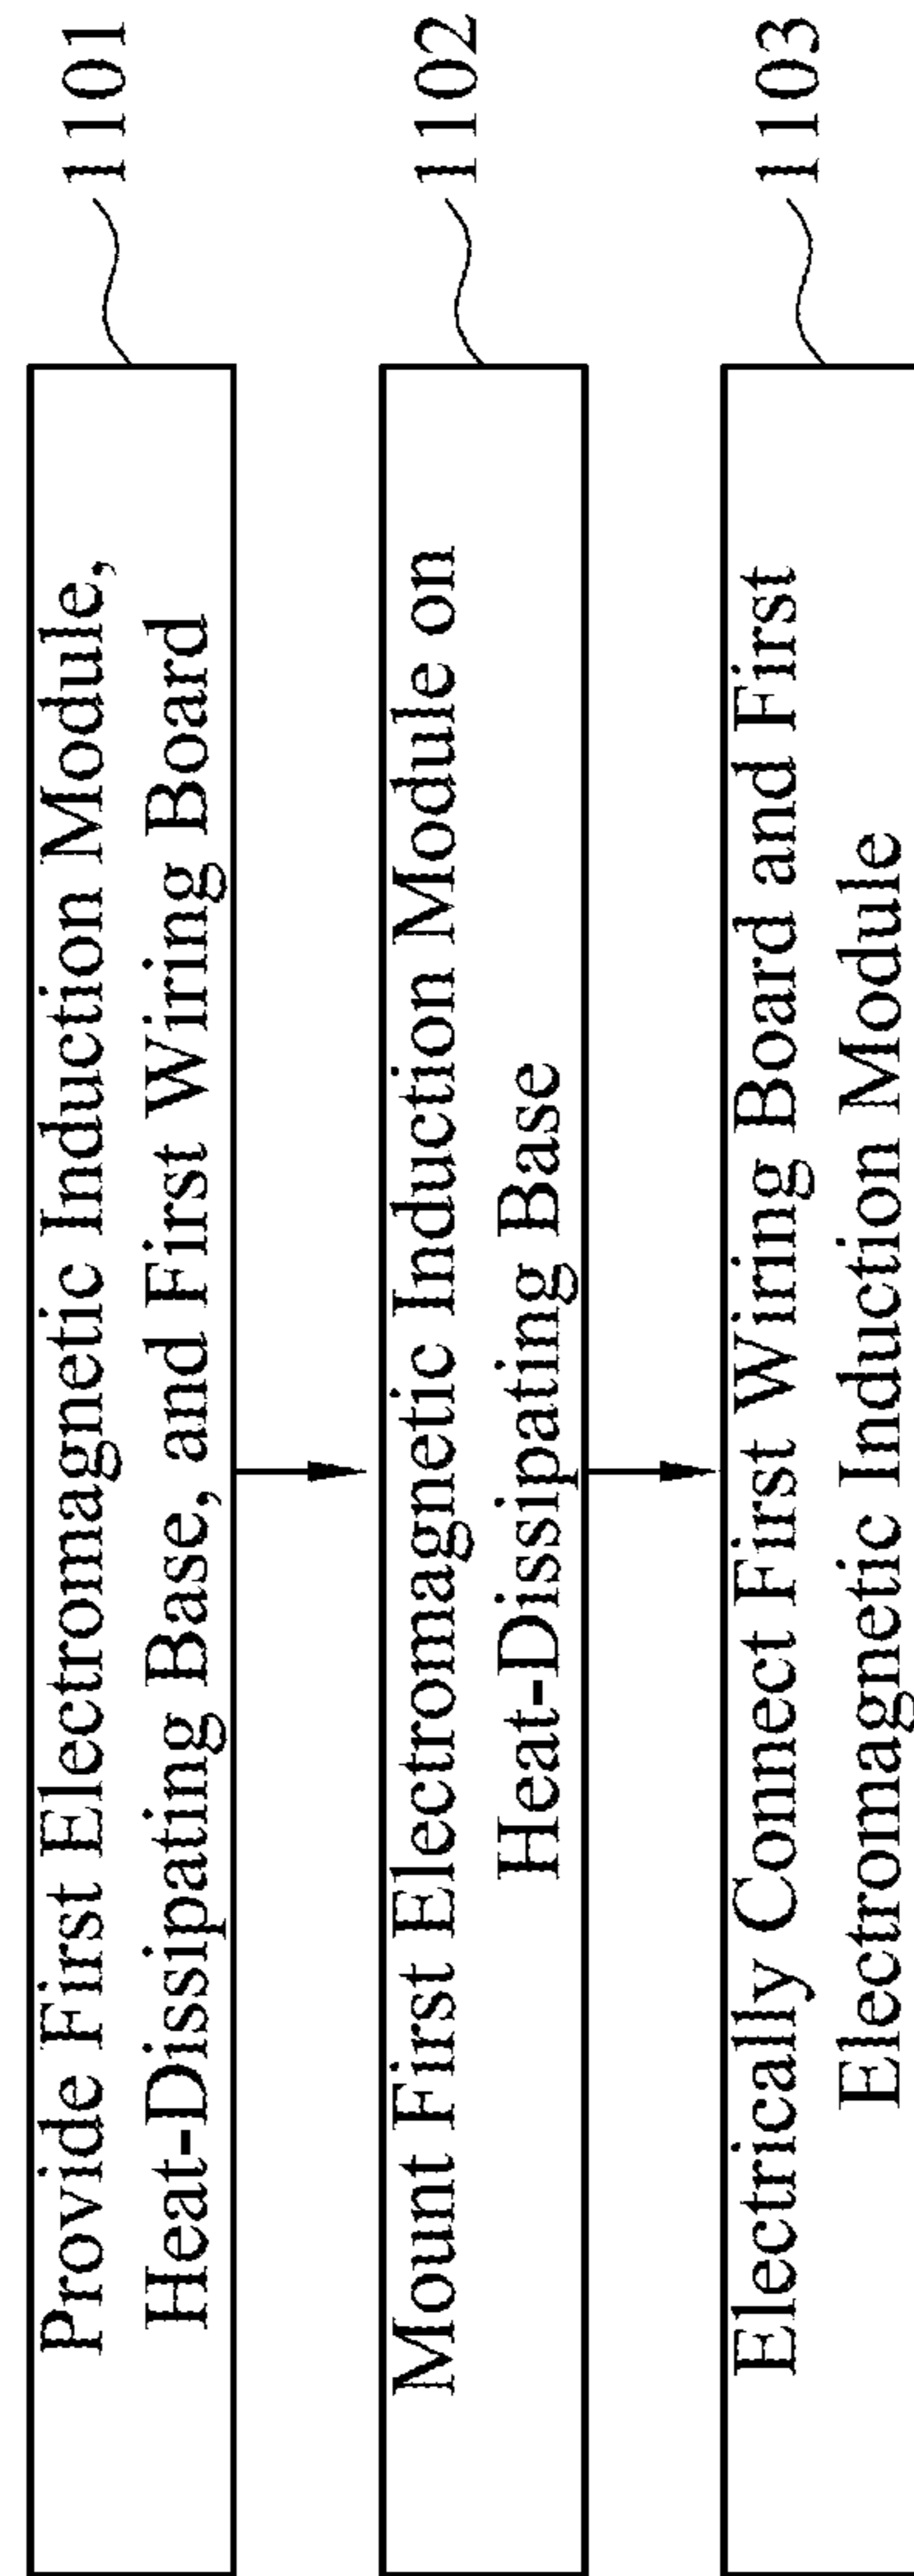 Provide First Electromagnetic Induction Module,
Heat-Dissipating Base, and First Wiring Board
1101
Mount First Electromagnetic Induction Module on
Heat-Dissipating Base
1102
Electrically Connect First Wiring Board and First
Electromagnetic Induction Module
1103